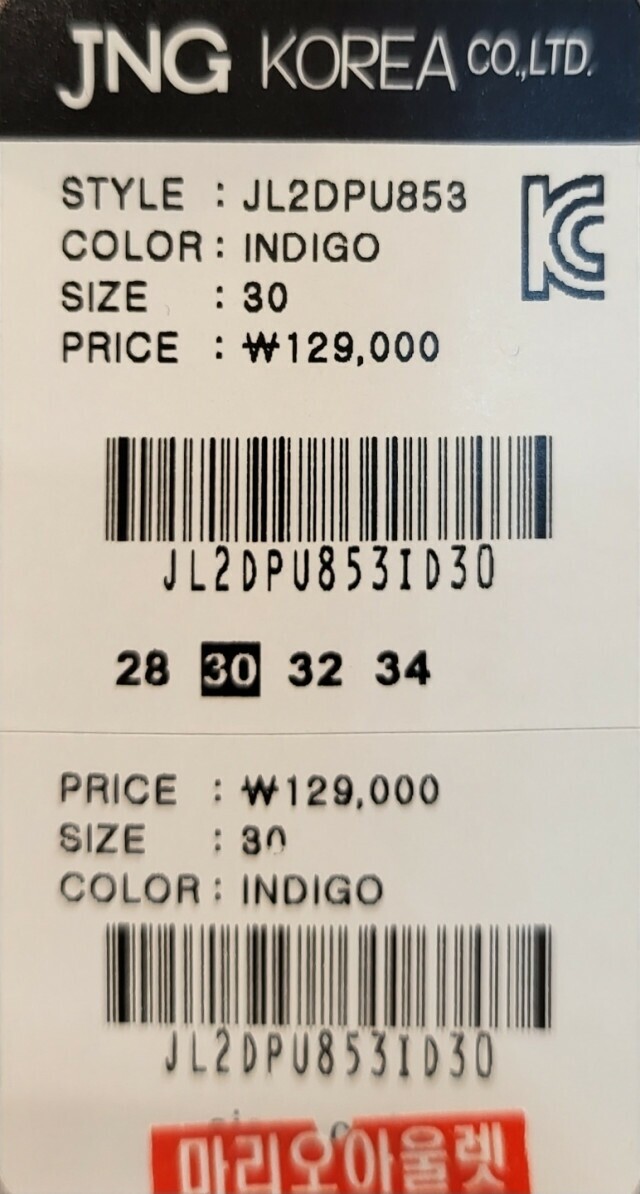 JNG KOREA CO.,LTD.
STYLE : JL2DPU853
COLOR : INDIGO
SIZE : 30
PRICE : ₩129,000
JL2DPU853ID30
28 30 32 34
PRICE : ₩129,000
SIZE : 30
COLOR : INDIGO
JL2DPU853ID30
마리오아울렛